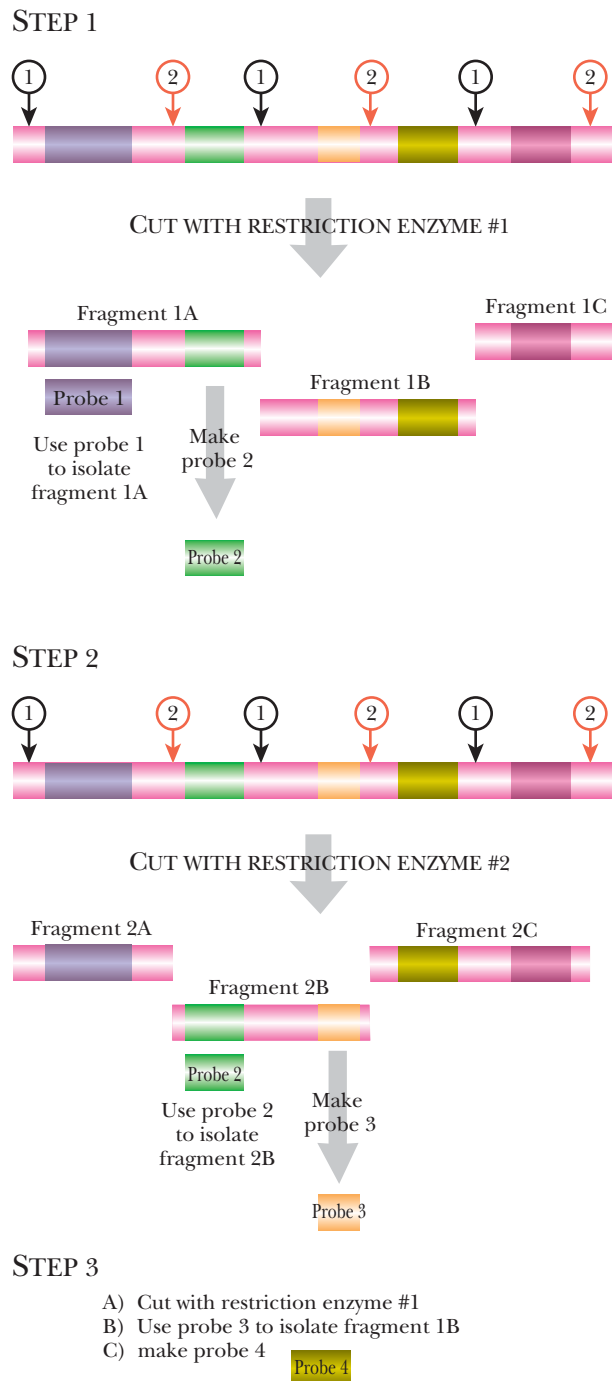 STEP 1
1 2 1 2 1 2
CUT WITH RESTRICTION ENZYME #1
Fragment 1A
Fragment 1C
Fragment 1B
Probe 1
Use probe 1
to isolate
fragment 1A
Make
probe 2
Probe 2
STEP 2
1 2 1 2 1 2
CUT WITH RESTRICTION ENZYME #2
Fragment 2A
Fragment 2C
Fragment 2B
Probe 2
Use probe 2
to isolate
fragment 2B
Make
probe 3
Probe 3
STEP 3
A) Cut with restriction enzyme #1
B) Use probe 3 to isolate fragment 1B
C) make probe 4
Probe 4